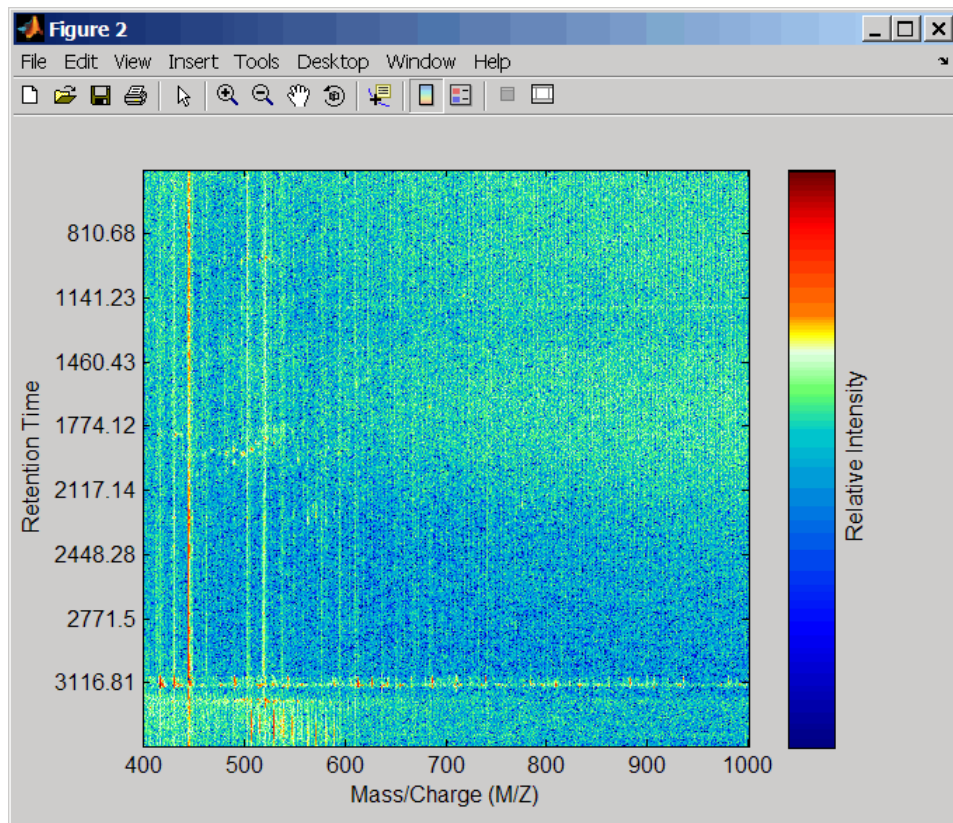 Figure 2
File Edit View Insert Tools Desktop Window Help
810.68
1141.23
1460.43
1774.12
2117.14
2448.28
2771.5
3116.81
Retention Time
400 500 600 700 800 900 1000
Mass/Charge (M/Z)
Relative Intensity